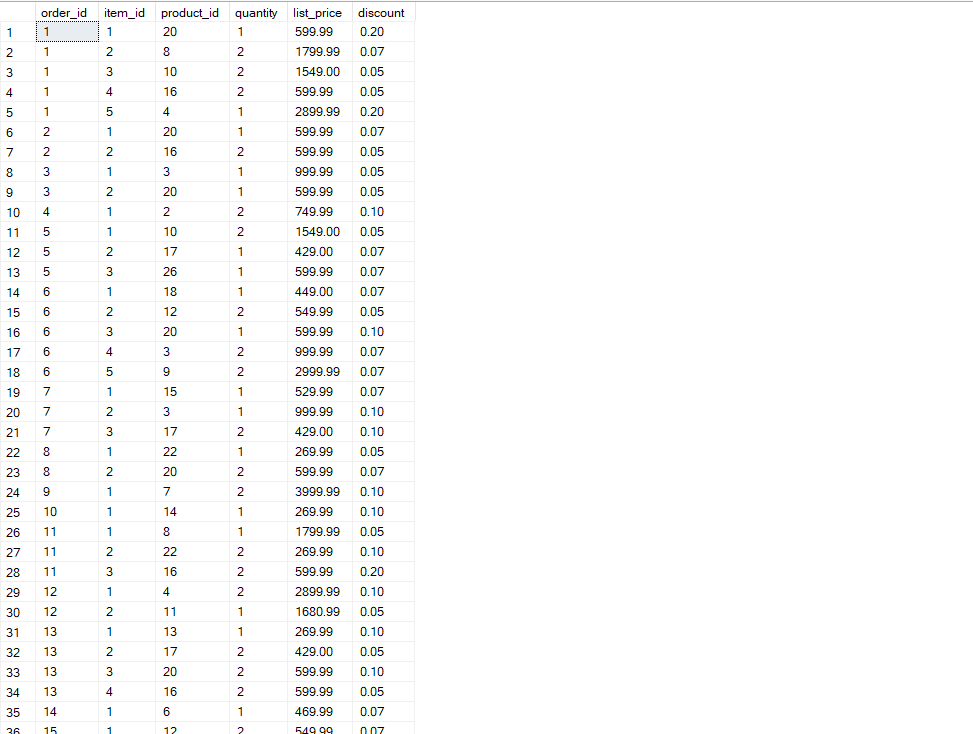 order_id item_id product_id quantity list_price discount
1 1 1 20 1 599.99 0.20
2 1 2 8 2 1799.99 0.07
3 1 3 10 2 1549.00 0.05
4 1 4 16 2 599.99 0.05
5 1 5 4 1 2899.99 0.20
6 2 1 20 1 599.99 0.07
7 2 2 16 2 599.99 0.05
8 3 1 3 1 999.99 0.05
9 3 2 20 1 599.99 0.05
10 4 1 2 2 749.99 0.10
11 5 1 10 2 1549.00 0.05
12 5 2 17 1 429.00 0.07
13 5 3 26 1 599.99 0.07
14 6 1 18 1 449.00 0.07
15 6 2 12 2 549.99 0.05
16 6 3 20 1 599.99 0.10
17 6 4 3 2 999.99 0.07
18 6 5 9 2 2999.99 0.07
19 7 1 15 1 529.99 0.07
20 7 2 3 1 999.99 0.10
21 7 3 17 2 429.00 0.10
22 8 1 22 1 269.99 0.05
23 8 2 20 2 599.99 0.07
24 9 1 7 2 3999.99 0.10
25 10 1 14 1 269.99 0.10
26 11 1 8 1 1799.99 0.05
27 11 2 22 2 269.99 0.10
28 11 3 16 2 599.99 0.20
29 12 1 4 2 2899.99 0.10
30 12 2 11 1 1680.99 0.05
31 13 1 13 1 269.99 0.10
32 13 2 17 2 429.00 0.05
33 13 3 20 2 599.99 0.10
34 13 4 16 2 599.99 0.05
35 14 1 6 1 469.99 0.07
36 15 1 12 2 549.99 0.07